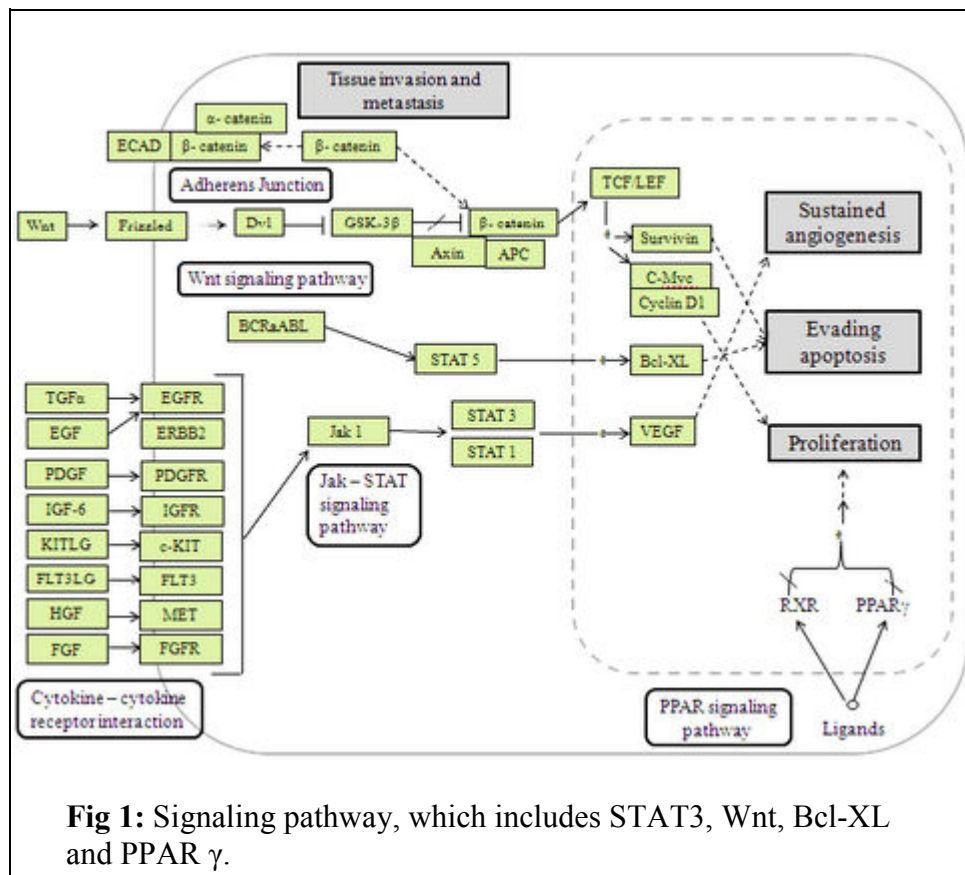 Tissue invasion and
metastasis
α- catenin
ECAD
β- catenin
β- catenin
Adherens Junction
TCF/LEF
Wnt
Frizzled
Dvl
GSK-3β
β- catenin
Axin
APC
Survivin
Sustained
angiogenesis
Wnt signaling pathway
C-Myc
Cyclin D1
BCRaABL
STAT 5
Bcl-XL
Evading
apoptosis
TGFα
EGFR
EGF
ERBB2
Jak 1
STAT 3
STAT 1
VEGF
Proliferation
PDGF
PDGFR
IGF-6
IGFR
Jak – STAT
signaling
pathway
KITLG
c-KIT
FLT3LG
FLT3
HGF
MET
FGF
FGFR
RXR
PPARγ
Cytokine – cytokine
receptor interaction
PPAR signaling
pathway
Ligands
Fig 1: Signaling pathway, which includes STAT3, Wnt, Bcl-XL
and PPAR γ.